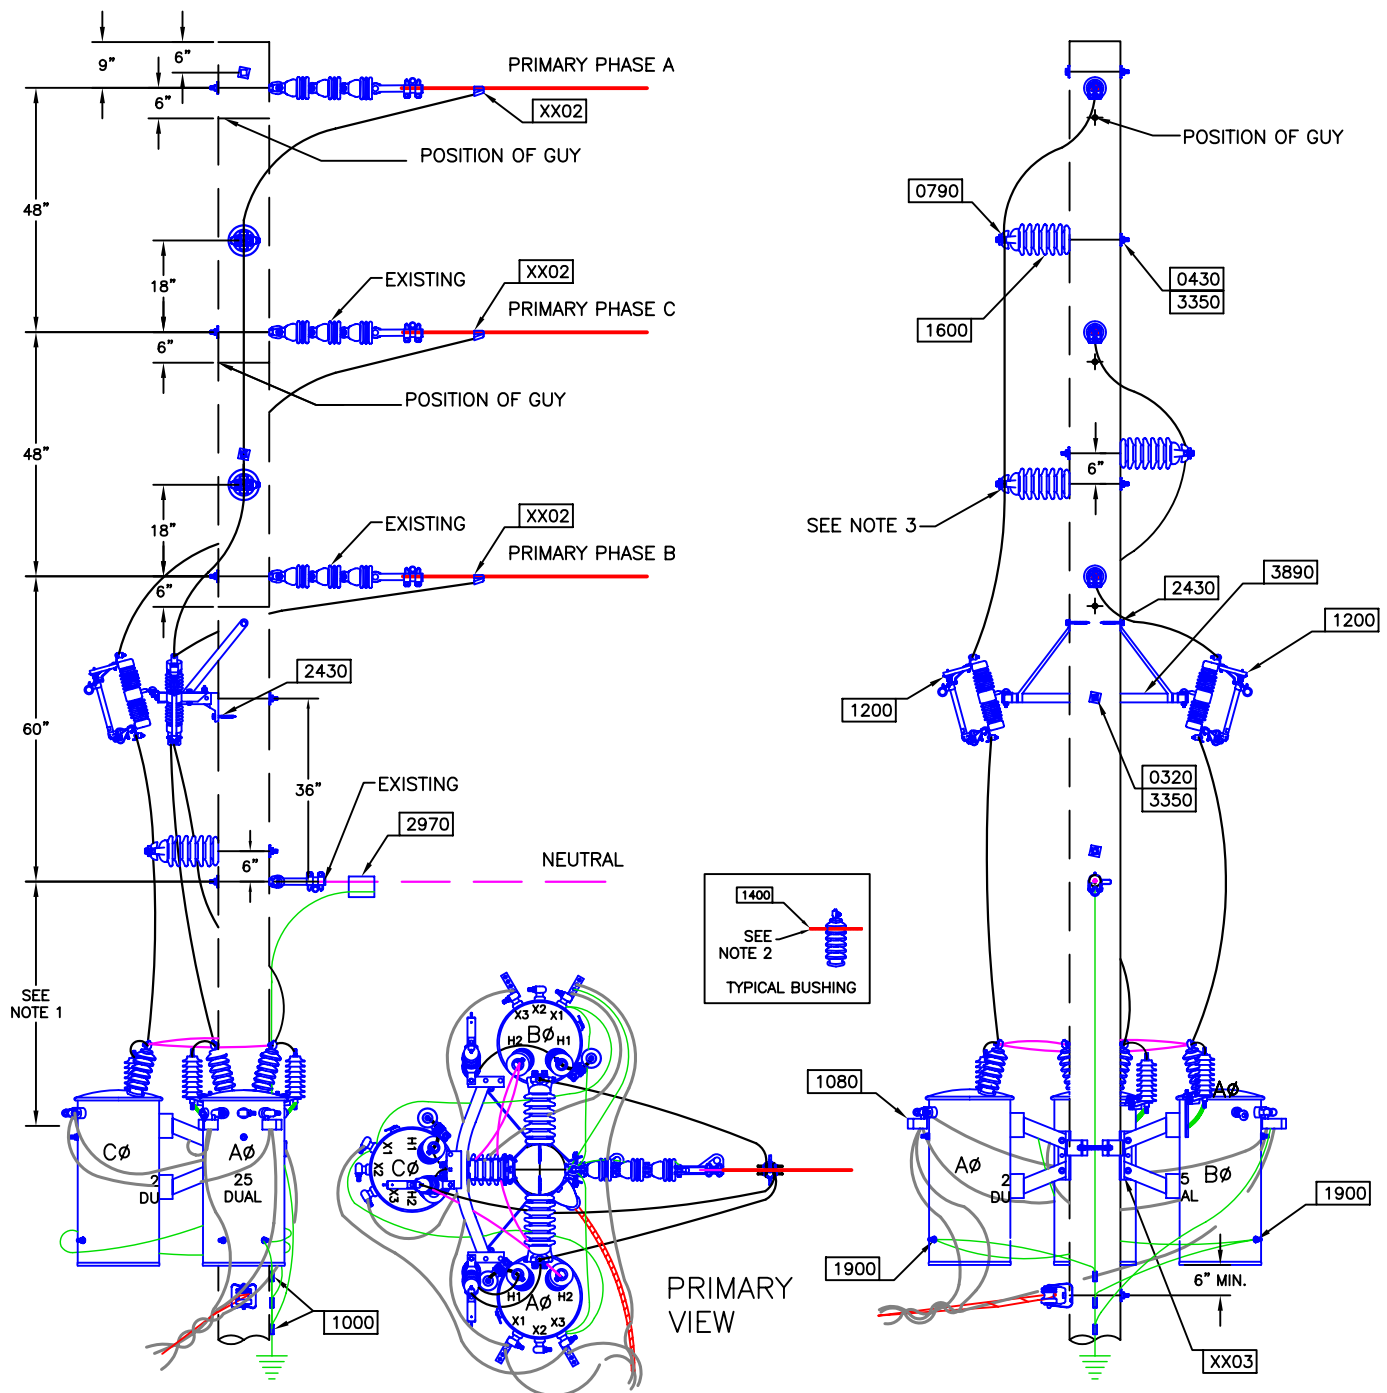 6”
9”
PRIMARY PHASE A
6”
XX02
POSITION OF GUY
48”
18”
EXISTING
XX02
PRIMARY PHASE C
6”
POSITION OF GUY
48”
18”
EXISTING
XX02
PRIMARY PHASE B
6”
2430
60”
36”
EXISTING
2970
6”
NEUTRAL
SEE
NOTE 1
CØ
AØ
2
DU
25
DUAL
1000
1400
SEE
NOTE 2
TYPICAL BUSHING
X3
X2
X1
BØ
H2
H1
X1
X2
X3
H1
H2
CØ
H1
H2
AØ
X1
X2
X3
PRIMARY
VIEW
POSITION OF GUY
0790
0430
3350
1600
6”
SEE NOTE 3
3890
2430
1200
1200
0320
3350
1080
AØ
AØ
2
DU
5
AL
BØ
1900
1900
6” MIN.
XX03